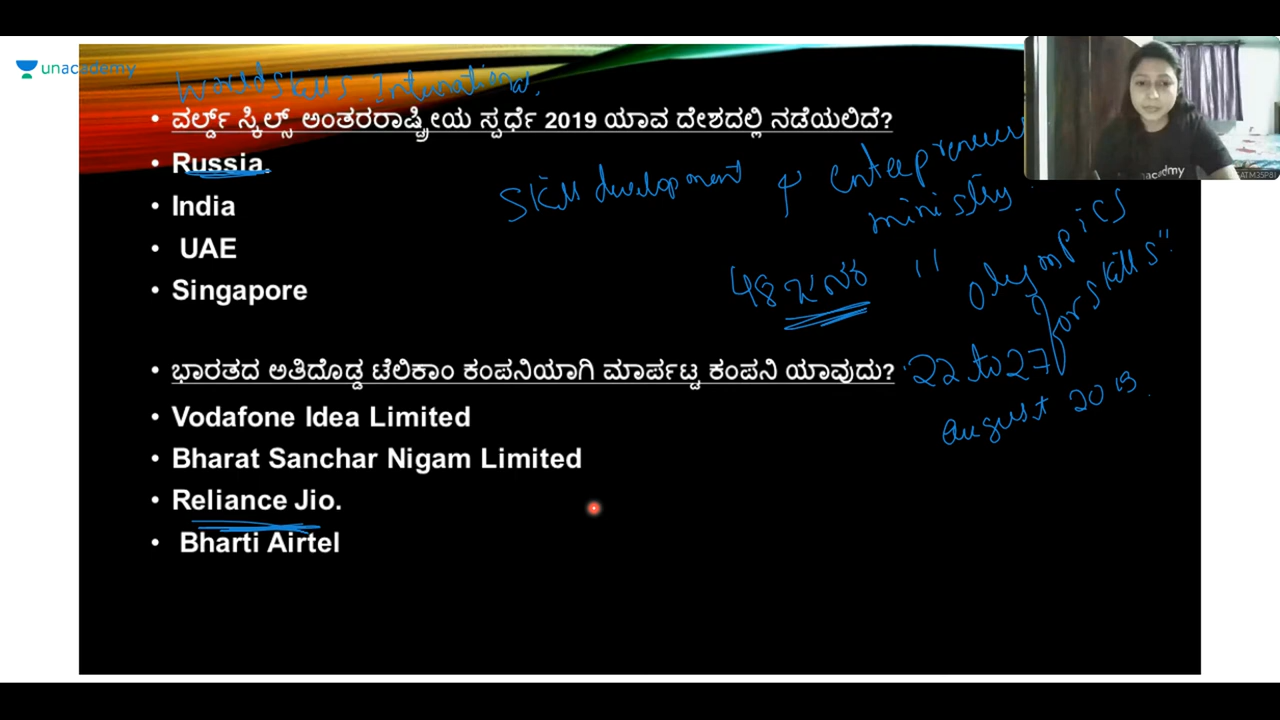 unacademy
WorldSkills International.
• ವರ್ಲ್ಡ್ ಸ್ಕಿಲ್ಸ್ ಅಂತರರಾಷ್ಟ್ರೀಯ ಸ್ಪರ್ಧೆ 2019 ಯಾವ ದೇಶದಲ್ಲಿ ನಡೆಯಲಿದೆ?
• Russia.
• India
• UAE
• Singapore
Skill development &
ministry.
48 ಜನರ
" Olympics
for skills"
• ಭಾರತದ ಅತಿದೊಡ್ಡ ಟೆಲಿಕಾಂ ಕಂಪನಿಯಾಗಿ ಮಾರ್ಪಟ್ಟ ಕಂಪನಿ ಯಾವುದು?
22 to 27
august 2019.
• Vodafone Idea Limited
• Bharat Sanchar Nigam Limited
• Reliance Jio.
• Bharti Airtel